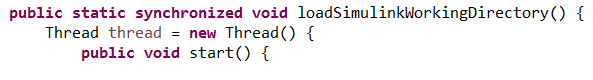 public static synchronized void loadSimulinkWorkingDirectory() {
    Thread thread = new Thread() {
        public void start() {